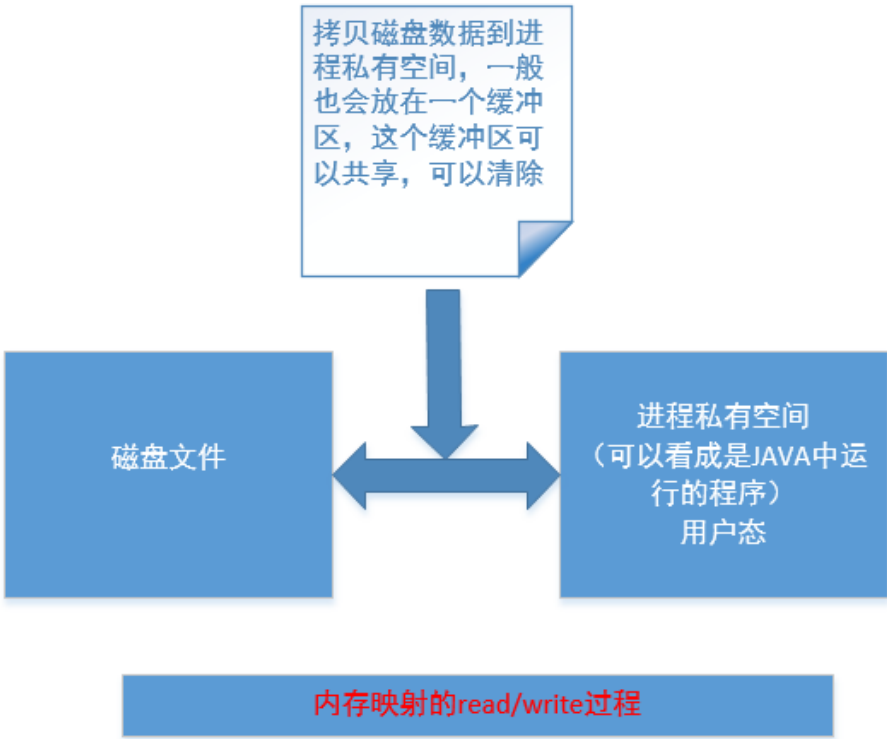 拷贝磁盘数据到进
程私有空间，一般
也会放在一个缓冲
区，这个缓冲区可
以共享，可以清除
磁盘文件
进程私有空间
（可以看成是JAVA中运
行的程序）
用户态
内存映射的read/write过程